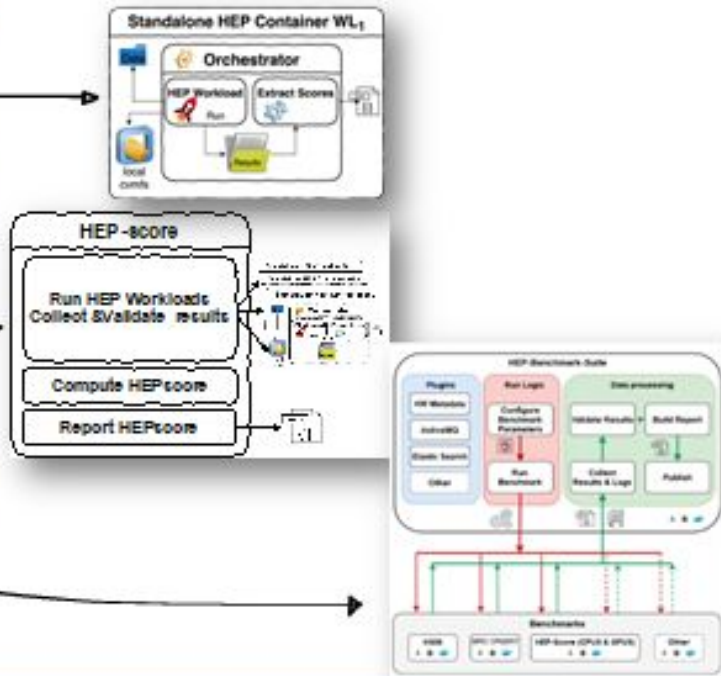 Standalone HEP Container WL₁
Data
Orchestrator
HEP Workload
Run
Extract Scores
Results
local
cvmfs
HEP -score
Run HEP Workloads
Collect &Validate results
Compute HEPscore
Report HEPscore
HEP-Benchmark-Suite
Plugins
HW Metadata
ActiveMQ
Elastic Search
Other
Run Logic
Configure
Benchmark
Parameters
Run
Benchmark
Data processing
Validate Results
Build Report
Collect
Results & Logs
Publish
Benchmarks
HS06
HEP-Score (CPUS & GPUS)
Other